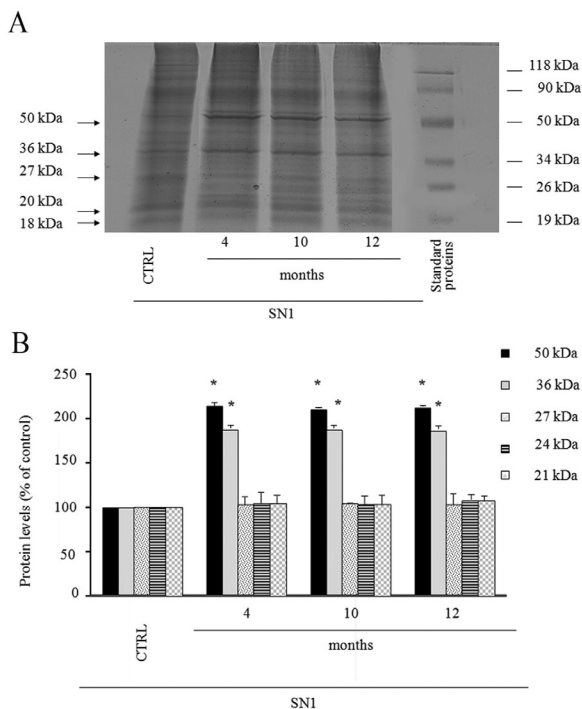 A
50 kDa
36 kDa
27 kDa
20 kDa
18 kDa
118 kDa
90 kDa
50 kDa
34 kDa
26 kDa
19 kDa
CTRL
4
10
12
months
Standard
proteins
SN1
B
Protein levels (% of control)
250
200
150
100
50
0
* * * * * *
50 kDa
36 kDa
27 kDa
24 kDa
21 kDa
CTRL
4
10
12
months
SN1